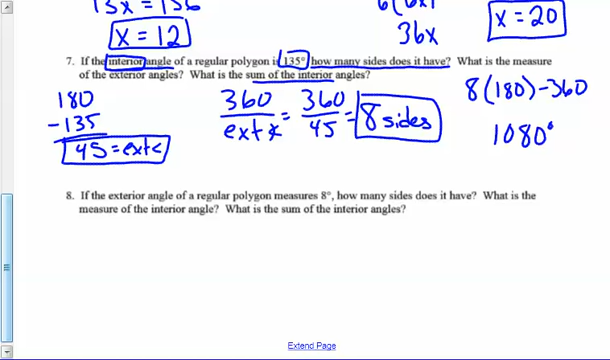 13x = 156
x = 12
36x
x = 20
7. If the interior angle of a regular polygon is 135°, how many sides does it have? What is the measure
of the exterior angles? What is the sum of the interior angles?
180
-135
45 = ext<
360/ext∡ = 360/45 = 8 sides
8(180)-360
1080°
8. If the exterior angle of a regular polygon measures 8°, how many sides does it have? What is the
measure of the interior angle? What is the sum of the interior angles?
Extend Page